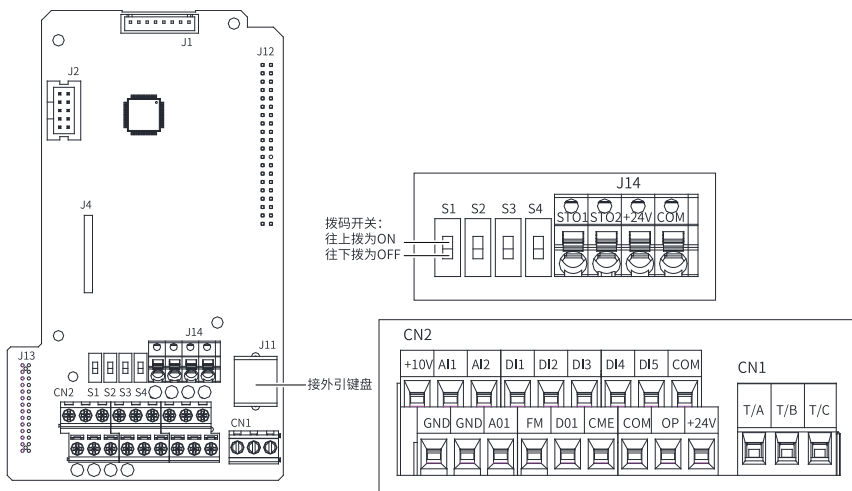 J1
J12
J2
J4
J14
J13
J11
CN2 S1 S2 S3 S4
CN1
接外引键盘
J14
S1 S2 S3 S4
STO1 STO2 +24V COM
拨码开关：
往上拨为ON
往下拨为OFF
CN2
+10V AI1 AI2 DI1 DI2 DI3 DI4 DI5 COM
GND GND A01 FM D01 CME COM OP +24V
CN1
T/A T/B T/C